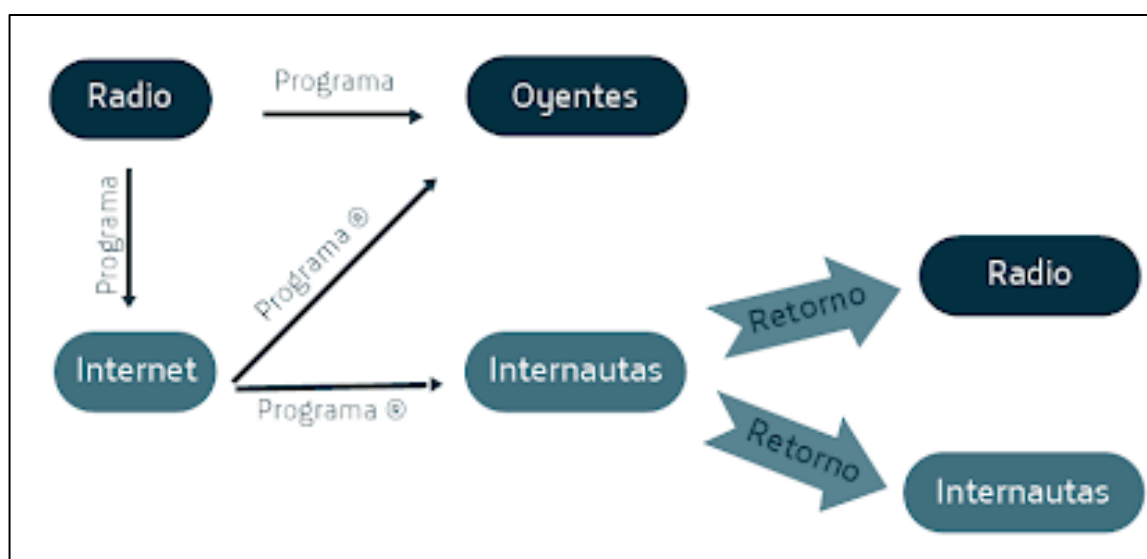 Radio
Programa
Oyentes
Programa
Programa ®
Radio
Retorno
Internet
Internautas
Programa ®
Retorno
Internautas